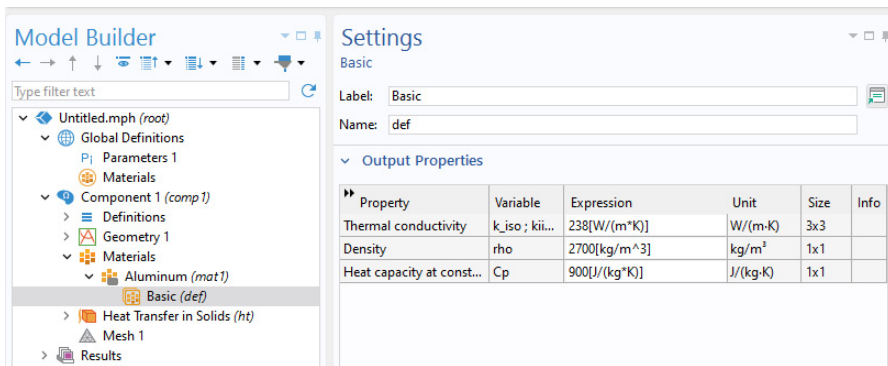 Model Builder
Type filter text
Untitled.mph (root)
Global Definitions
Pi Parameters 1
Materials
Component 1 (comp1)
Definitions
Geometry 1
Materials
Aluminum (mat1)
Basic (def)
Heat Transfer in Solids (ht)
Mesh 1
Results
Settings
Basic
Label: Basic
Name: def
Output Properties
Property Variable Expression Unit Size Info
Thermal conductivity k_iso ; kii... 238[W/(m*K)] W/(m·K) 3x3
Density rho 2700[kg/m^3] kg/m³ 1x1
Heat capacity at const... Cp 900[J/(kg*K)] J/(kg·K) 1x1